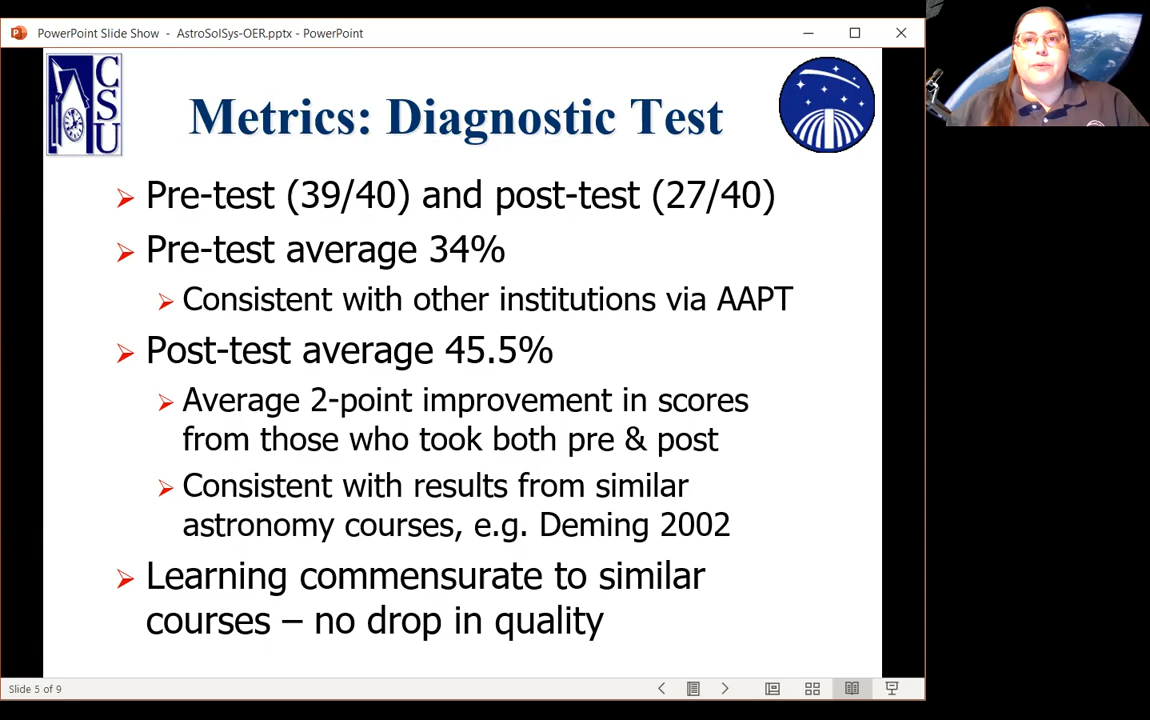 PowerPoint Slide Show - AstroSolSys-OER.pptx - PowerPoint
CSU
Metrics: Diagnostic Test
Pre-test (39/40) and post-test (27/40)
Pre-test average 34%
Consistent with other institutions via AAPT
Post-test average 45.5%
Average 2-point improvement in scores
from those who took both pre & post
Consistent with results from similar
astronomy courses, e.g. Deming 2002
Learning commensurate to similar
courses – no drop in quality
Slide 5 of 9